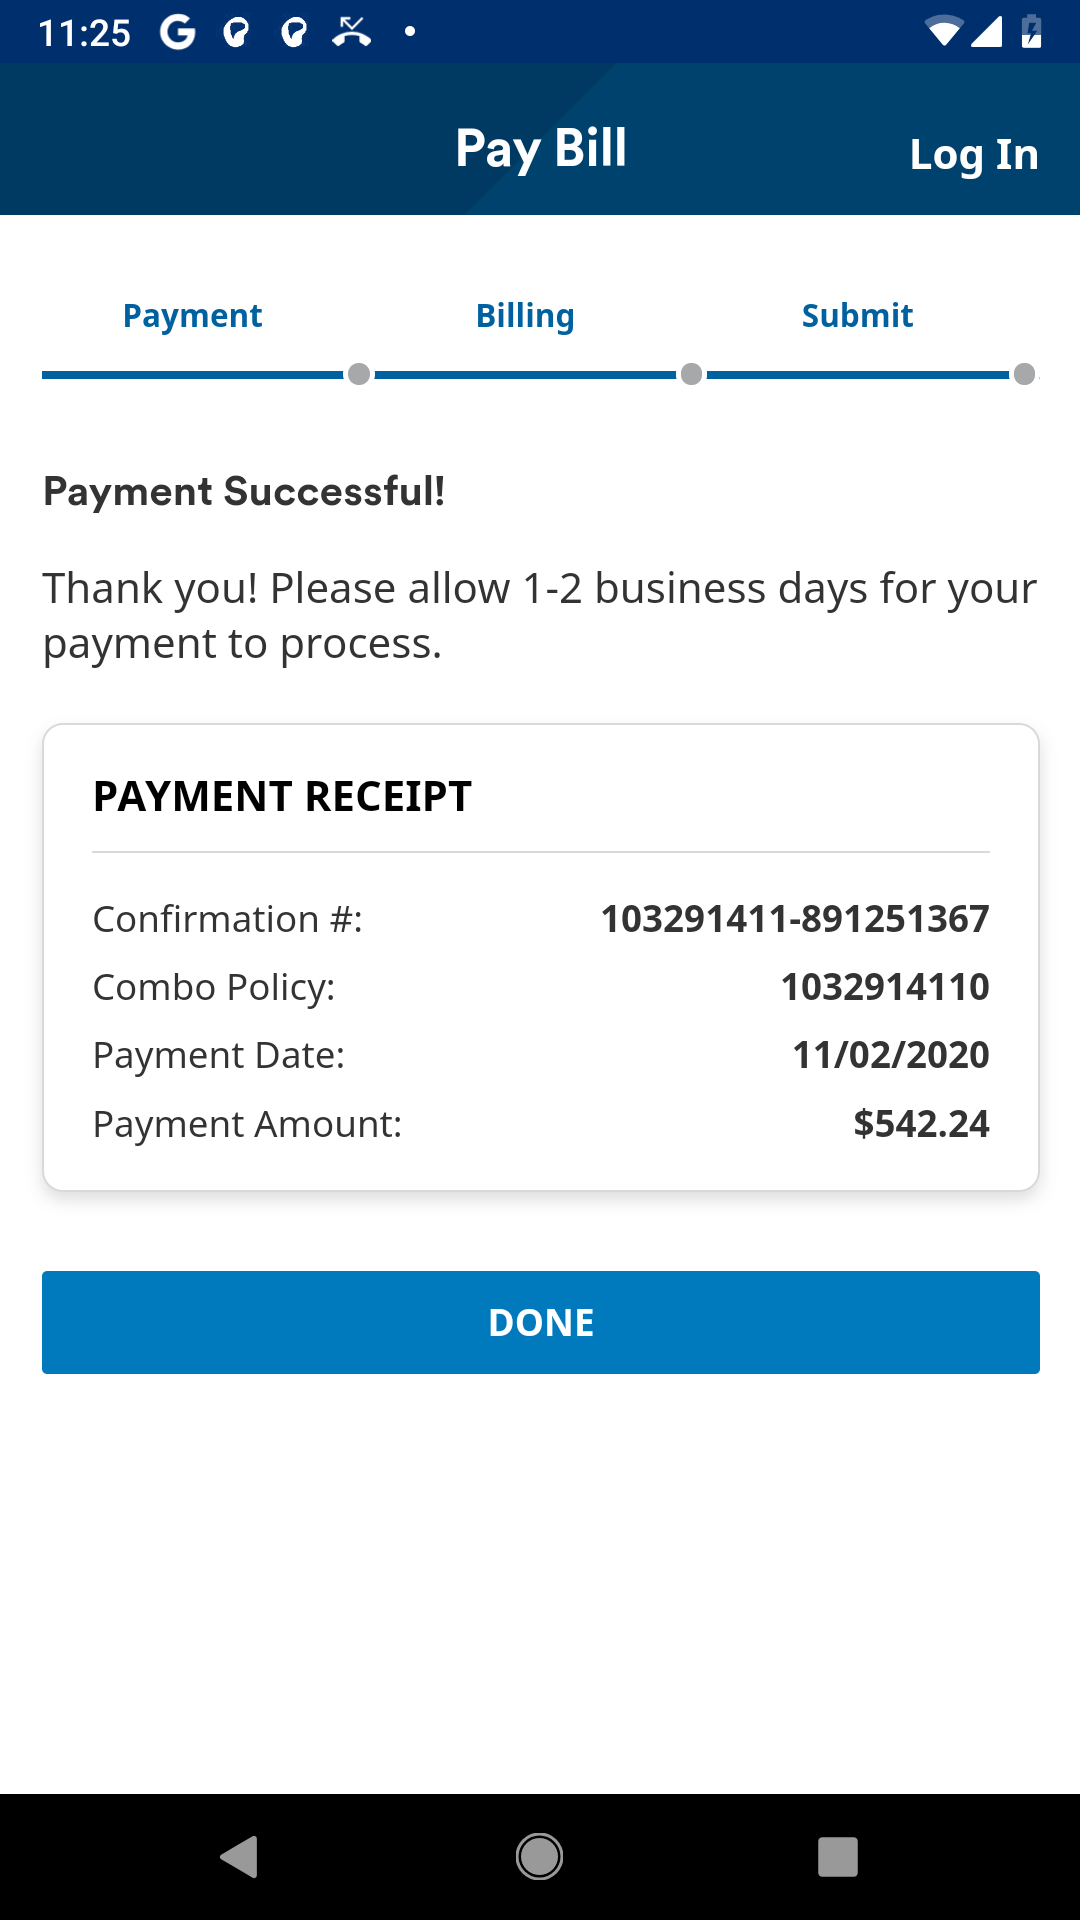 11:25
Pay Bill
Log In
Payment Billing Submit
Payment Successful!
Thank you! Please allow 1-2 business days for your
payment to process.
PAYMENT RECEIPT
Confirmation #: 103291411-891251367
Combo Policy: 1032914110
Payment Date: 11/02/2020
Payment Amount: $542.24
DONE